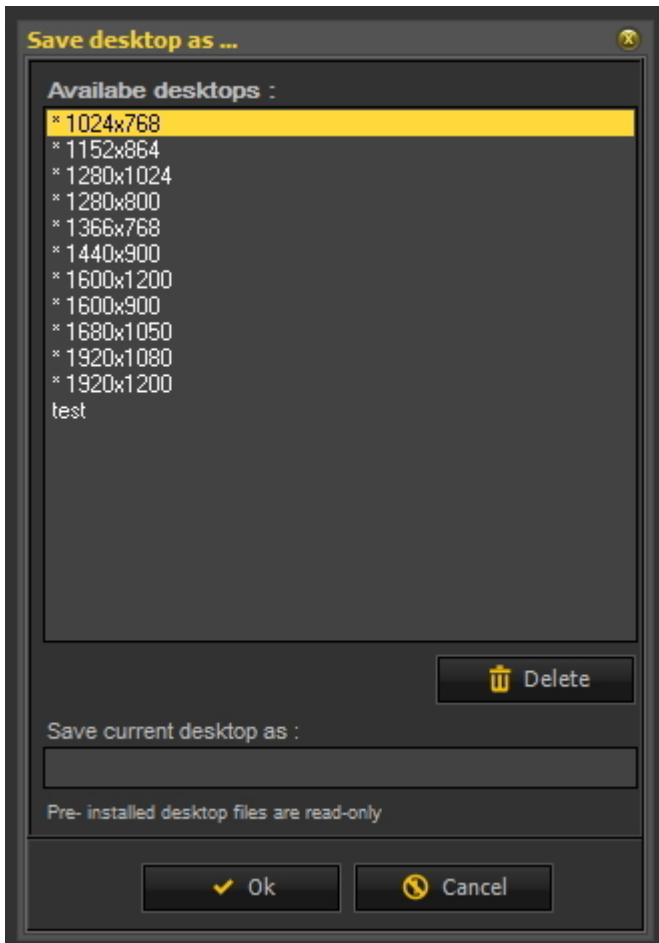 Save desktop as ...
Availabe desktops :
* 1024x768
* 1152x864
* 1280x1024
* 1280x800
* 1366x768
* 1440x900
* 1600x1200
* 1600x900
* 1680x1050
* 1920x1080
* 1920x1200
test
Delete
Save current desktop as :
Pre- installed desktop files are read-only
Ok Cancel